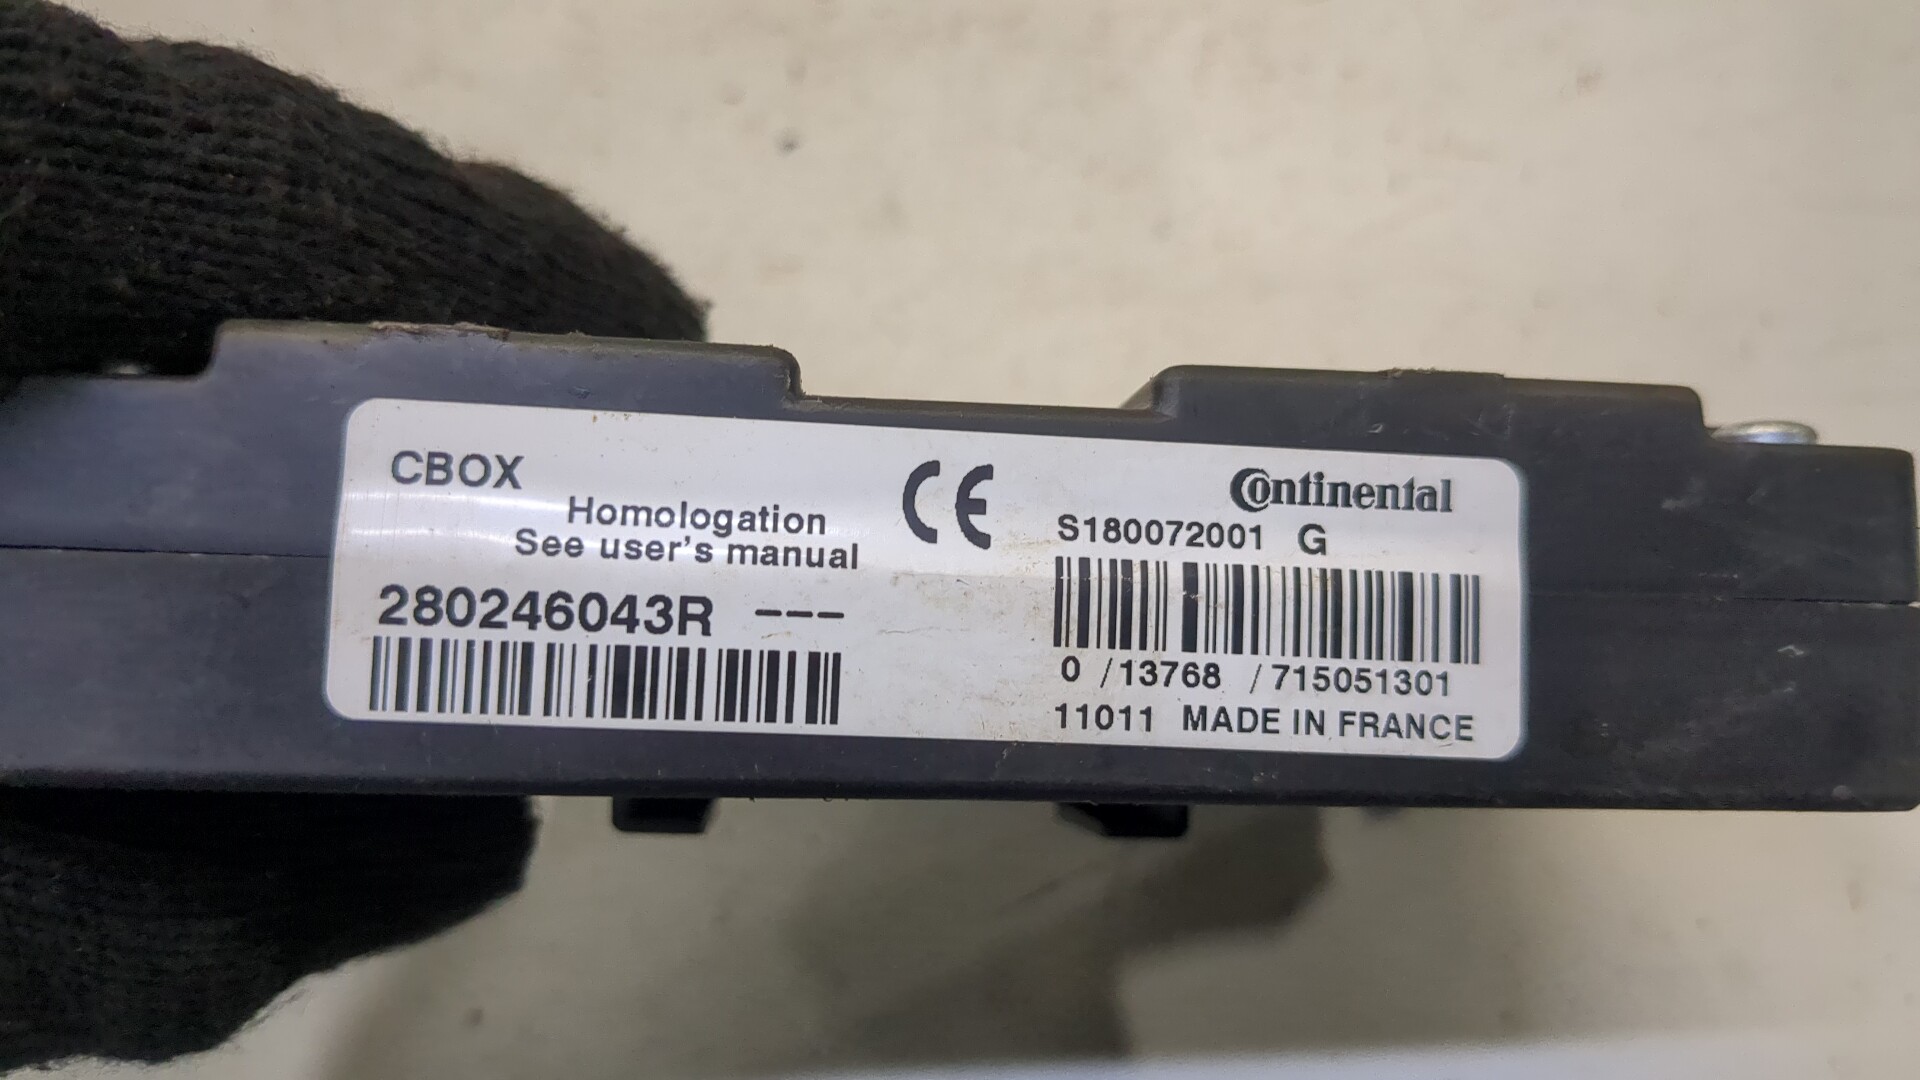 CBOX
Homologation
See user's manual
280246043R ---
CE
Continental
S180072001 G
0 /13768 /715051301
11011 MADE IN FRANCE